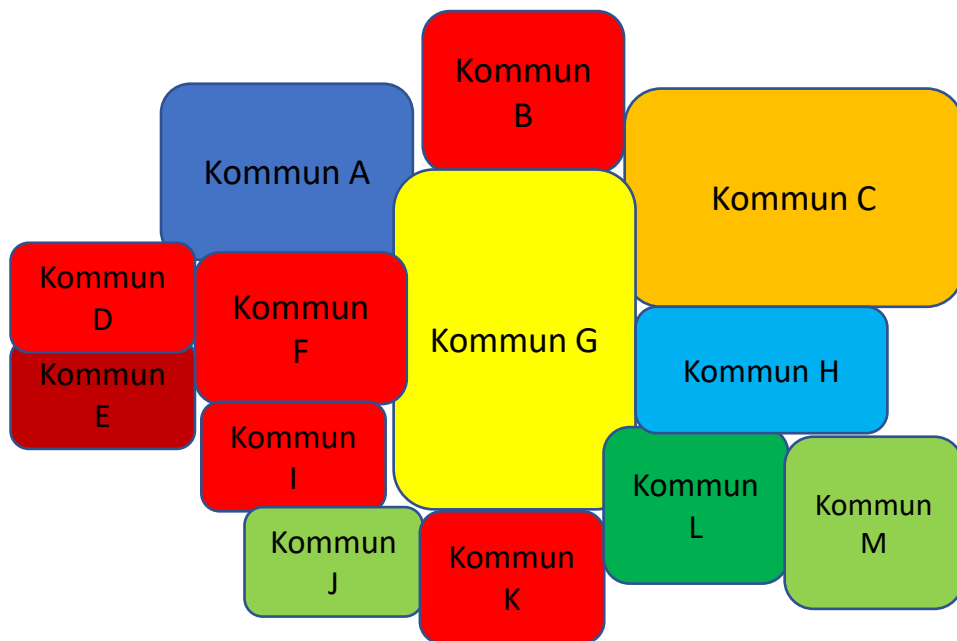 Kommun
B
Kommun A
Kommun C
Kommun
D
Kommun
F
Kommun G
Kommun H
Kommun
E
Kommun
I
Kommun
L
Kommun
M
Kommun
J
Kommun
K